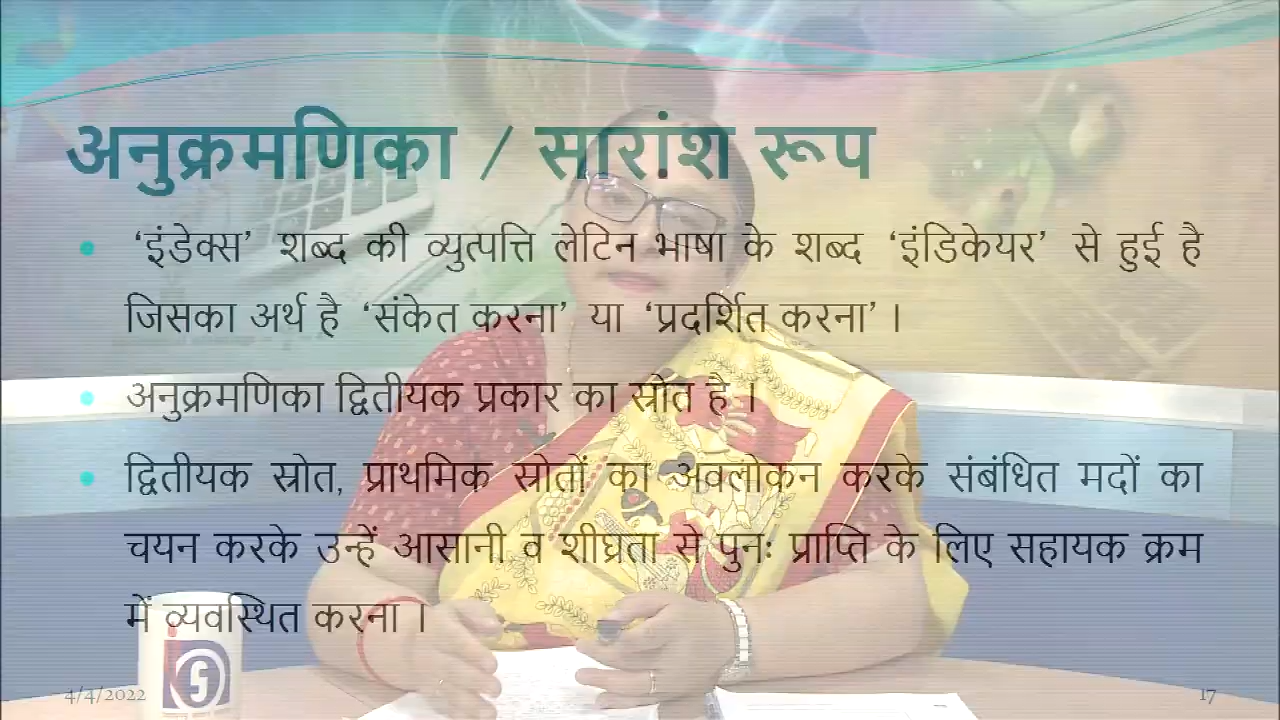 अनुक्रमणिका / सारांश रूप
‘इंडेक्स’ शब्द की व्युत्पत्ति लेटिन भाषा के शब्द ‘इंडिकेयर’ से हुई है
जिसका अर्थ है ‘संकेत करना’ या ‘प्रदर्शित करना’ ।
अनुक्रमणिका द्वितीयक प्रकार का स्रोत है ।
द्वितीयक स्रोत, प्राथमिक स्रोतों का अवलोकन करके संबंधित मदों का
चयन करके उन्हें आसानी व शीघ्रता से पुनः प्राप्ति के लिए सहायक क्रम
में व्यवस्थित करना ।
4/4/2022
17